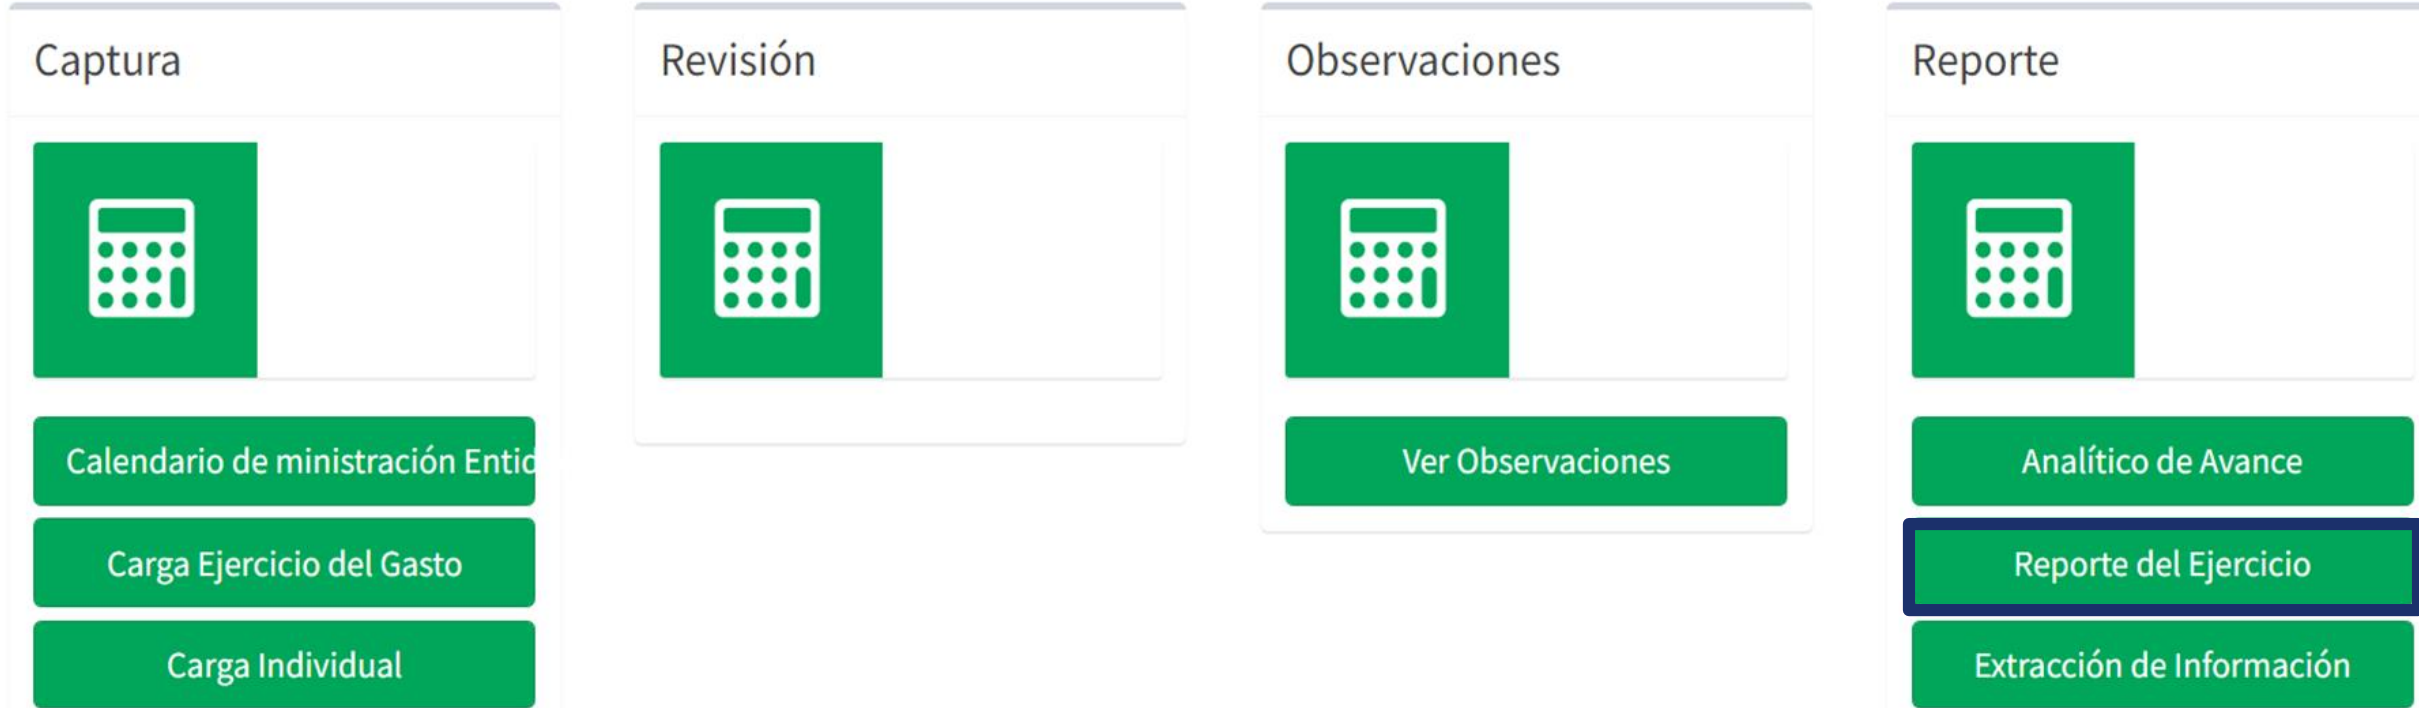 Captura
Calendario de ministración Entid
Carga Ejercicio del Gasto
Carga Individual
Revisión
Observaciones
Ver Observaciones
Reporte
Analítico de Avance
Reporte del Ejercicio
Extracción de Información